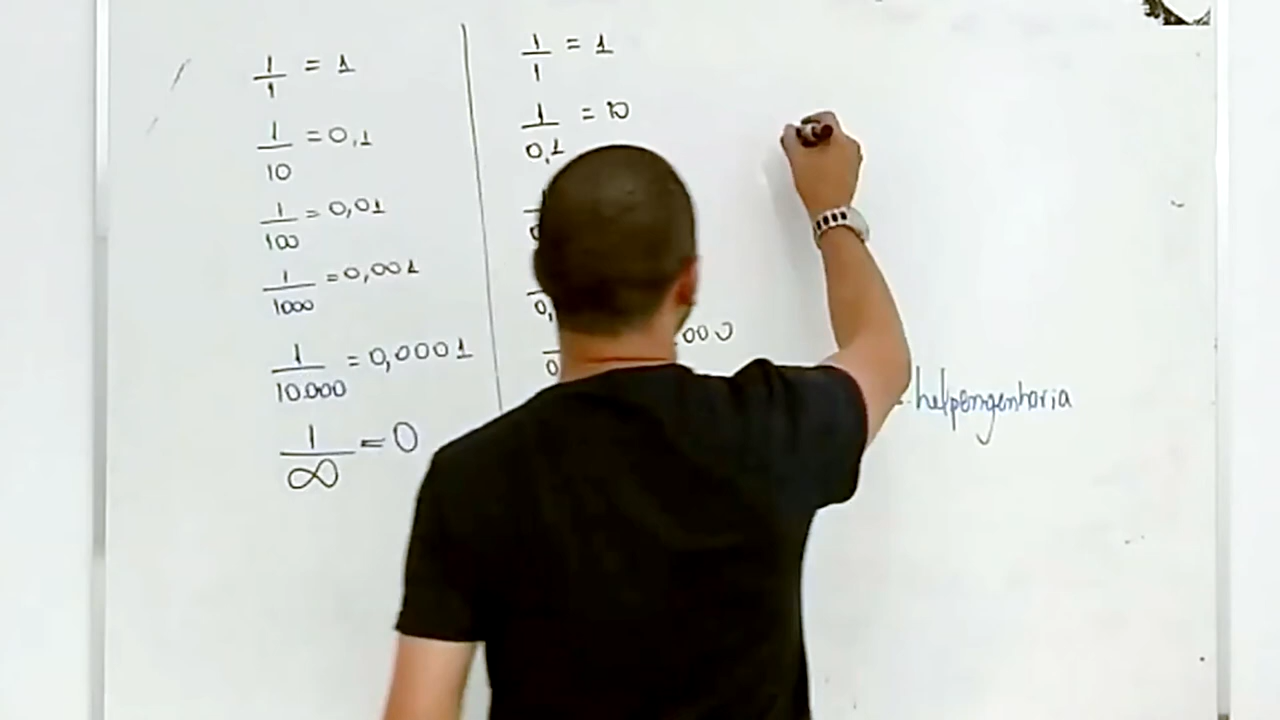 1/1 = 1
1/10 = 0,1
1/100 = 0,01
1/1000 = 0,001
1/10.000 = 0,0001
1/∞ = 0
1/1 = 1
1/0,1 = 10
helpengenharia